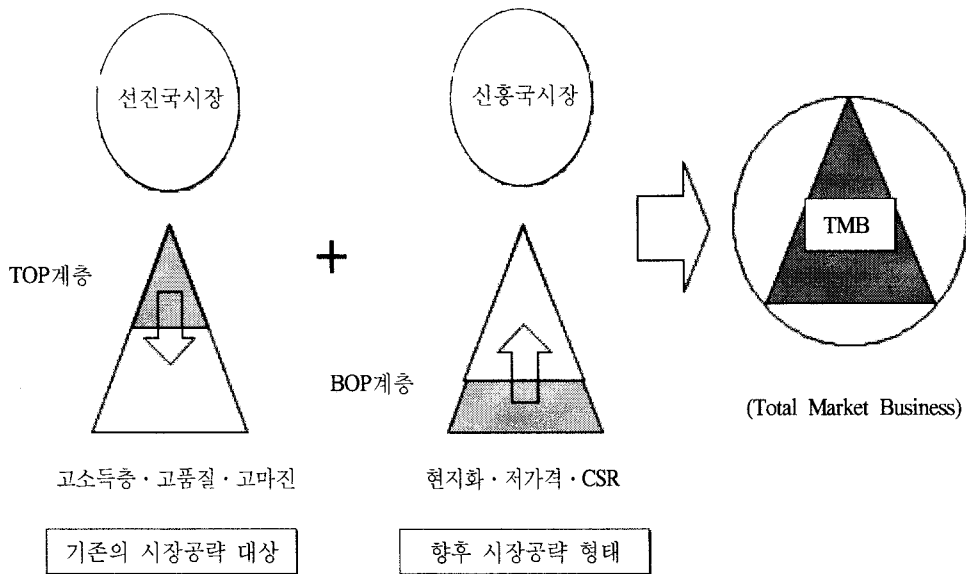 선진국시장
신흥국시장
TOP계층
+
TMB
BOP계층
(Total Market Business)
고소득층 · 고품질 · 고마진
현지화 · 저가격 · CSR
기존의 시장공략 대상
향후 시장공략 형태